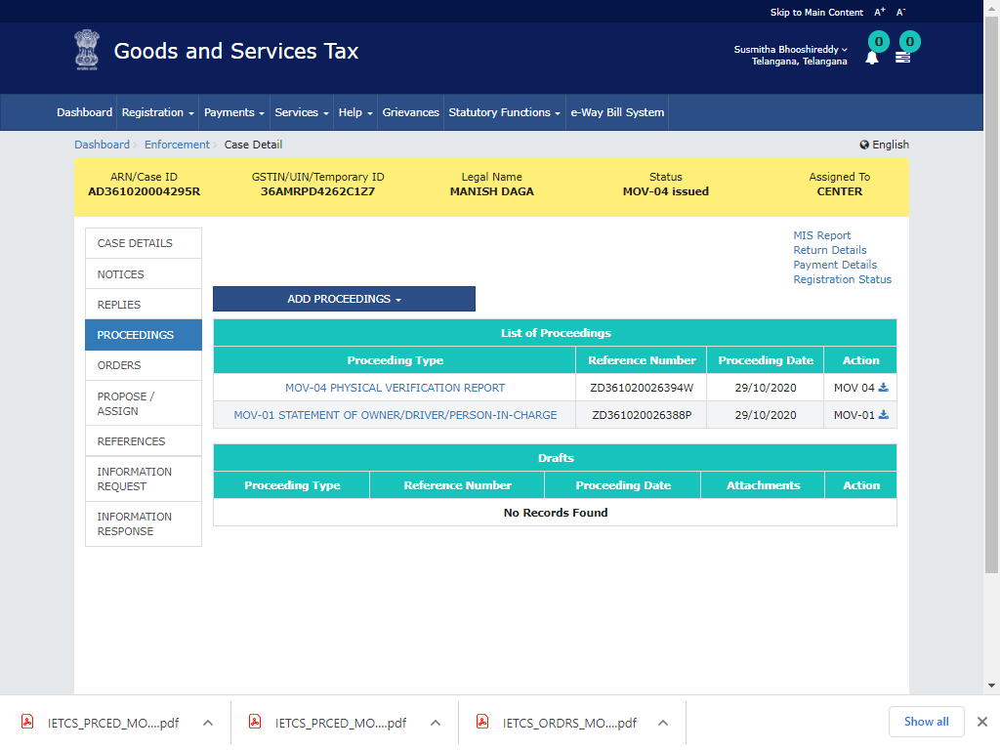 Skip to Main Content A+ A-
Goods and Services Tax
Susmitha Bhooshireddy
Telangana, Telangana
0 0
Dashboard Registration Payments Services Help Grievances Statutory Functions e-Way Bill System
Dashboard Enforcement Case Detail English
ARN/Case ID GSTIN/UIN/Temporary ID Legal Name Status Assigned To
AD361020004295R 36AMRPD4262C1Z7 MANISH DAGA MOV-04 issued CENTER
CASE DETAILS
NOTICES
REPLIES
PROCEEDINGS
ORDERS
PROPOSE /
ASSIGN
REFERENCES
INFORMATION
REQUEST
INFORMATION
RESPONSE
MIS Report
Return Details
Payment Details
Registration Status
ADD PROCEEDINGS
List of Proceedings
Proceeding Type Reference Number Proceeding Date Action
MOV-04 PHYSICAL VERIFICATION REPORT ZD361020026394W 29/10/2020 MOV 04
MOV-01 STATEMENT OF OWNER/DRIVER/PERSON-IN-CHARGE ZD361020026388P 29/10/2020 MOV-01
Drafts
Proceeding Type Reference Number Proceeding Date Attachments Action
No Records Found
IETCS_PRCED_MO....pdf IETCS_PRCED_MO....pdf IETCS_ORDRS_MO....pdf Show all